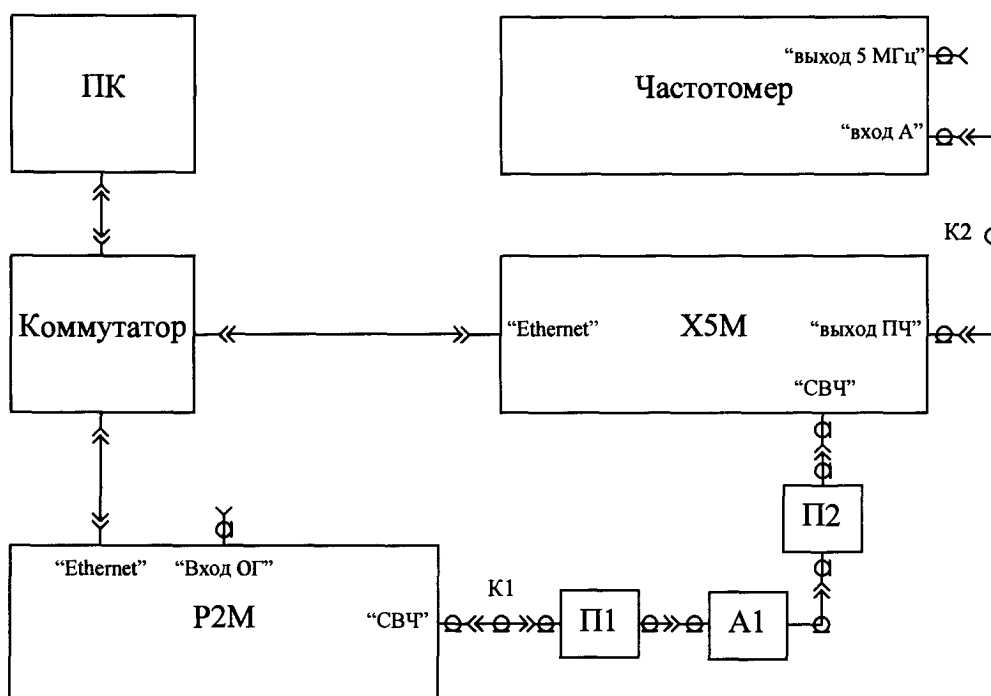 ПК
“выход 5 МГц”
Частотомер
“вход А”
К2
Коммутатор
“Ethernet”
Х5М
“выход ПЧ”
“СВЧ”
П2
“Ethernet”
“Вход ОГ”
Р2М
“СВЧ”
К1
П1
А1